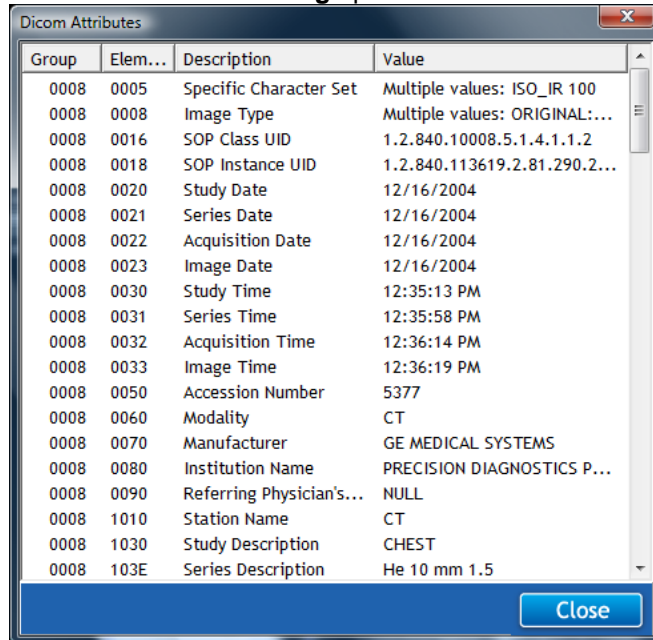 Dicom Attributes
Group Elem... Description Value
0008 0005 Specific Character Set Multiple values: ISO_IR 100
0008 0008 Image Type Multiple values: ORIGINAL:...
0008 0016 SOP Class UID 1.2.840.10008.5.1.4.1.1.2
0008 0018 SOP Instance UID 1.2.840.113619.2.81.290.2...
0008 0020 Study Date 12/16/2004
0008 0021 Series Date 12/16/2004
0008 0022 Acquisition Date 12/16/2004
0008 0023 Image Date 12/16/2004
0008 0030 Study Time 12:35:13 PM
0008 0031 Series Time 12:35:58 PM
0008 0032 Acquisition Time 12:36:14 PM
0008 0033 Image Time 12:36:19 PM
0008 0050 Accession Number 5377
0008 0060 Modality CT
0008 0070 Manufacturer GE MEDICAL SYSTEMS
0008 0080 Institution Name PRECISION DIAGNOSTICS P...
0008 0090 Referring Physician's... NULL
0008 1010 Station Name CT
0008 1030 Study Description CHEST
0008 103E Series Description He 10 mm 1.5
Close